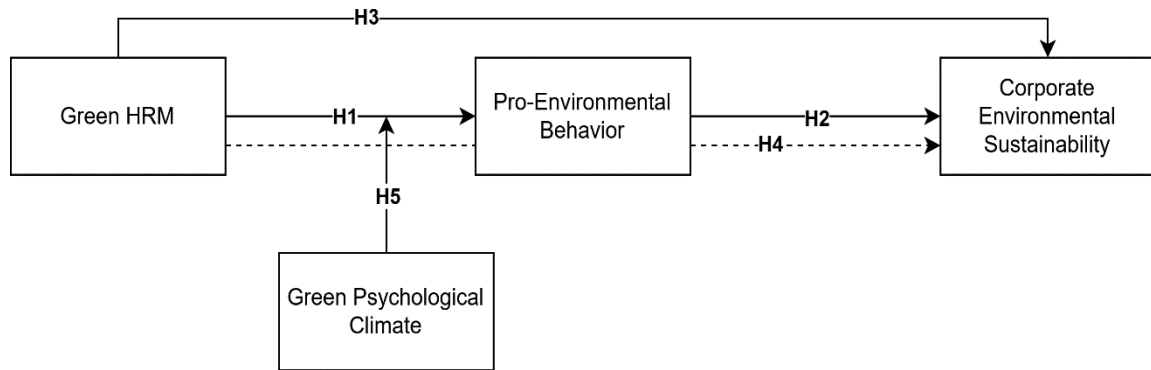 H3
Green HRM
H1
Pro-Environmental
Behavior
H2
H4
Corporate
Environmental
Sustainability
H5
Green Psychological
Climate